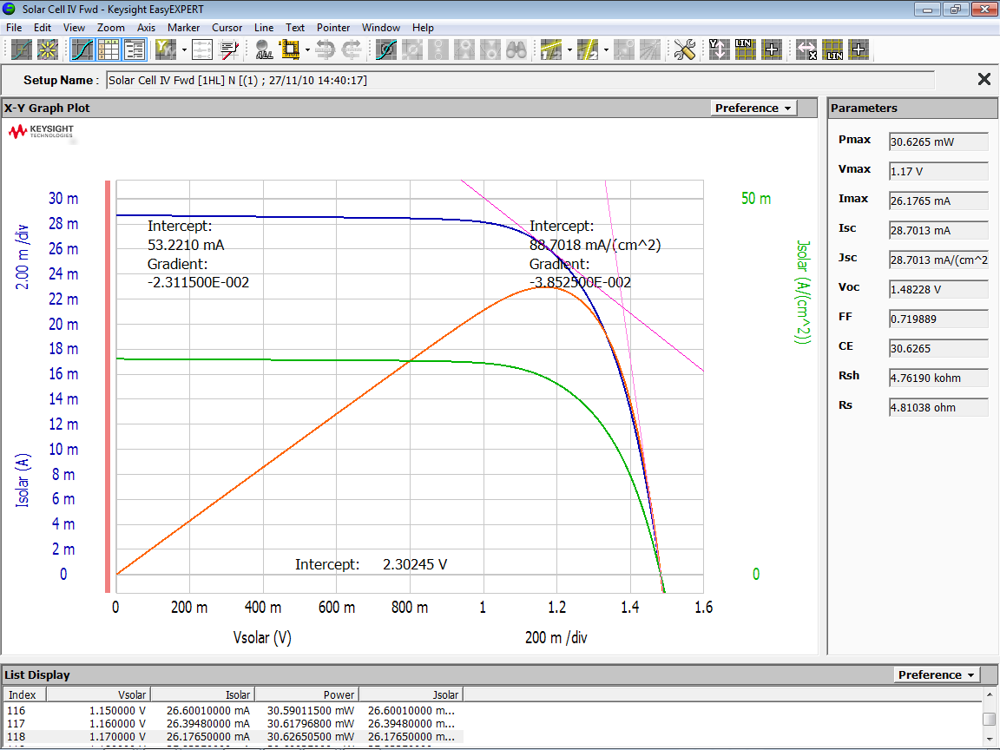 Solar Cell IV Fwd - Keysight EasyEXPERT
File Edit View Zoom Axis Marker Cursor Line Text Pointer Window Help
ALL Y LIN X LIN
Setup Name : Solar Cell IV Fwd [1HL] N [(1) ; 27/11/10 14:40:17]
X-Y Graph Plot Preference
KEYSIGHT
TECHNOLOGIES
2.00 m /div
Isolar (A)
30 m
28 m
26 m
24 m
22 m
20 m
18 m
16 m
14 m
12 m
10 m
8 m
6 m
4 m
2 m
0
Intercept:
53.2210 mA
Gradient:
-2.311500E-002
Intercept:
88.7018 mA/(cm^2)
Gradient:
-3.852500E-002
Intercept: 2.30245 V
50 m
0
Jsolar (A/(cm^2))
0 200 m 400 m 600 m 800 m 1 1.2 1.4 1.6
Vsolar (V) 200 m /div
Parameters
Pmax 30.6265 mW
Vmax 1.17 V
Imax 26.1765 mA
Isc 28.7013 mA
Jsc 28.7013 mA/(cm^2
Voc 1.48228 V
FF 0.719889
CE 30.6265
Rsh 4.76190 kohm
Rs 4.81038 ohm
List Display Preference
Index Vsolar Isolar Power Jsolar
116 1.150000 V 26.60010000 mA 30.59011500 mW 26.60010000 m...
117 1.160000 V 26.39480000 mA 30.61796800 mW 26.39480000 m...
118 1.170000 V 26.17650000 mA 30.62650500 mW 26.17650000 m...